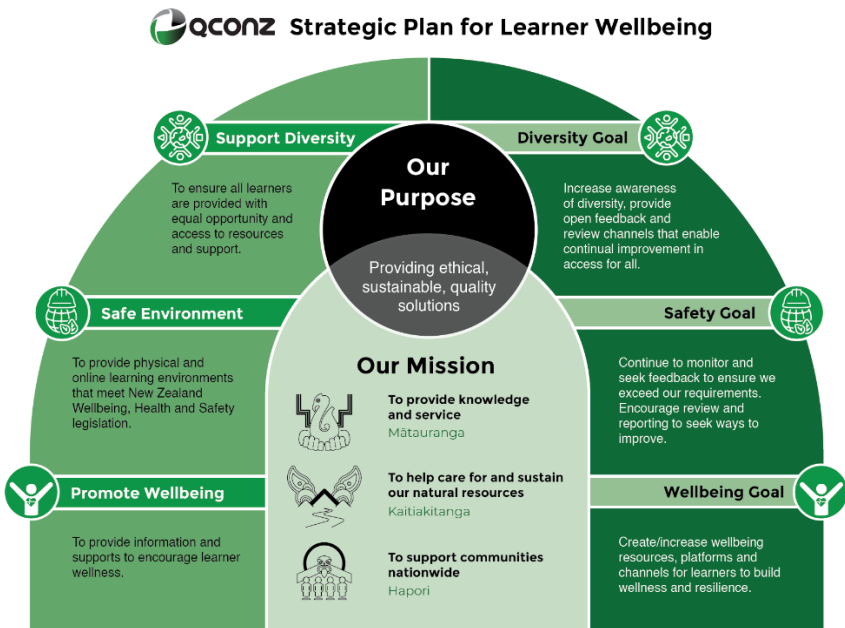 QCONZ Strategic Plan for Learner Wellbeing
Support Diversity
To ensure all learners
are provided with
equal opportunity and
access to resources
and support.
Safe Environment
To provide physical and
online learning environments
that meet New Zealand
Wellbeing, Health and Safety
legislation.
Promote Wellbeing
To provide information and
supports to encourage learner
wellness.
Our
Purpose
Providing ethical,
sustainable, quality
solutions
Our Mission
To provide knowledge
and service
Mātauranga
To help care for and sustain
our natural resources
Kaitiakitanga
To support communities
nationwide
Hapori
Diversity Goal
Increase awareness
of diversity, provide
open feedback and
review channels that enable
continual improvement in
access for all.
Safety Goal
Continue to monitor and
seek feedback to ensure we
exceed our requirements.
Encourage review and
reporting to seek ways to
improve.
Wellbeing Goal
Create/increase wellbeing
resources, platforms and
channels for learners to build
wellness and resilience.